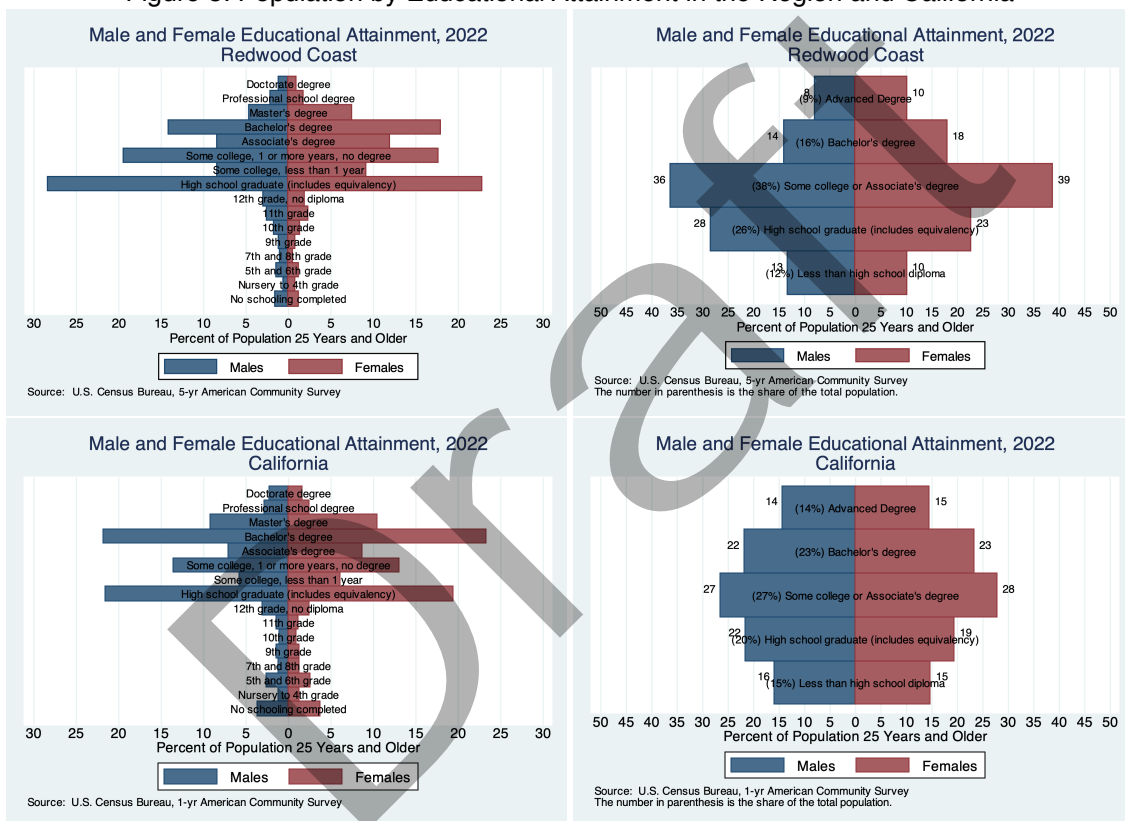 Figure 3. Population by Educational Attainment in the Region and California
Male and Female Educational Attainment, 2022
Redwood Coast
Doctorate degree
Professional school degree
Master's degree
Bachelor's degree
Associate's degree
Some college, 1 or more years, no degree
Some college, less than 1 year
High school graduate (includes equivalency)
12th grade, no diploma
11th grade
10th grade
9th grade
7th and 8th grade
5th and 6th grade
Nursery to 4th grade
No schooling completed
30 25 20 15 10 5 0 5 10 15 20 25 30
Percent of Population 25 Years and Older
Males Females
Source: U.S. Census Bureau, 5-yr American Community Survey
Male and Female Educational Attainment, 2022
Redwood Coast
8 (9%) Advanced Degree 10
14 (16%) Bachelor's degree 18
36 (38%) Some college or Associate's degree 39
28 (26%) High school graduate (includes equivalency) 23
13 (12%) Less than high school diploma 10
50 45 40 35 30 25 20 15 10 5 0 5 10 15 20 25 30 35 40 45 50
Percent of Population 25 Years and Older
Males Females
Source: U.S. Census Bureau, 5-yr American Community Survey
The number in parenthesis is the share of the total population.
Male and Female Educational Attainment, 2022
California
Doctorate degree
Professional school degree
Master's degree
Bachelor's degree
Associate's degree
Some college, 1 or more years, no degree
Some college, less than 1 year
High school graduate (includes equivalency)
12th grade, no diploma
11th grade
10th grade
9th grade
7th and 8th grade
5th and 6th grade
Nursery to 4th grade
No schooling completed
30 25 20 15 10 5 0 5 10 15 20 25 30
Percent of Population 25 Years and Older
Males Females
Source: U.S. Census Bureau, 1-yr American Community Survey
Male and Female Educational Attainment, 2022
California
14 (14%) Advanced Degree 15
22 (23%) Bachelor's degree 23
27 (27%) Some college or Associate's degree 28
22 (20%) High school graduate (includes equivalency) 19
16 (15%) Less than high school diploma 15
50 45 40 35 30 25 20 15 10 5 0 5 10 15 20 25 30 35 40 45 50
Percent of Population 25 Years and Older
Males Females
Source: U.S. Census Bureau, 1-yr American Community Survey
The number in parenthesis is the share of the total population.
Draft